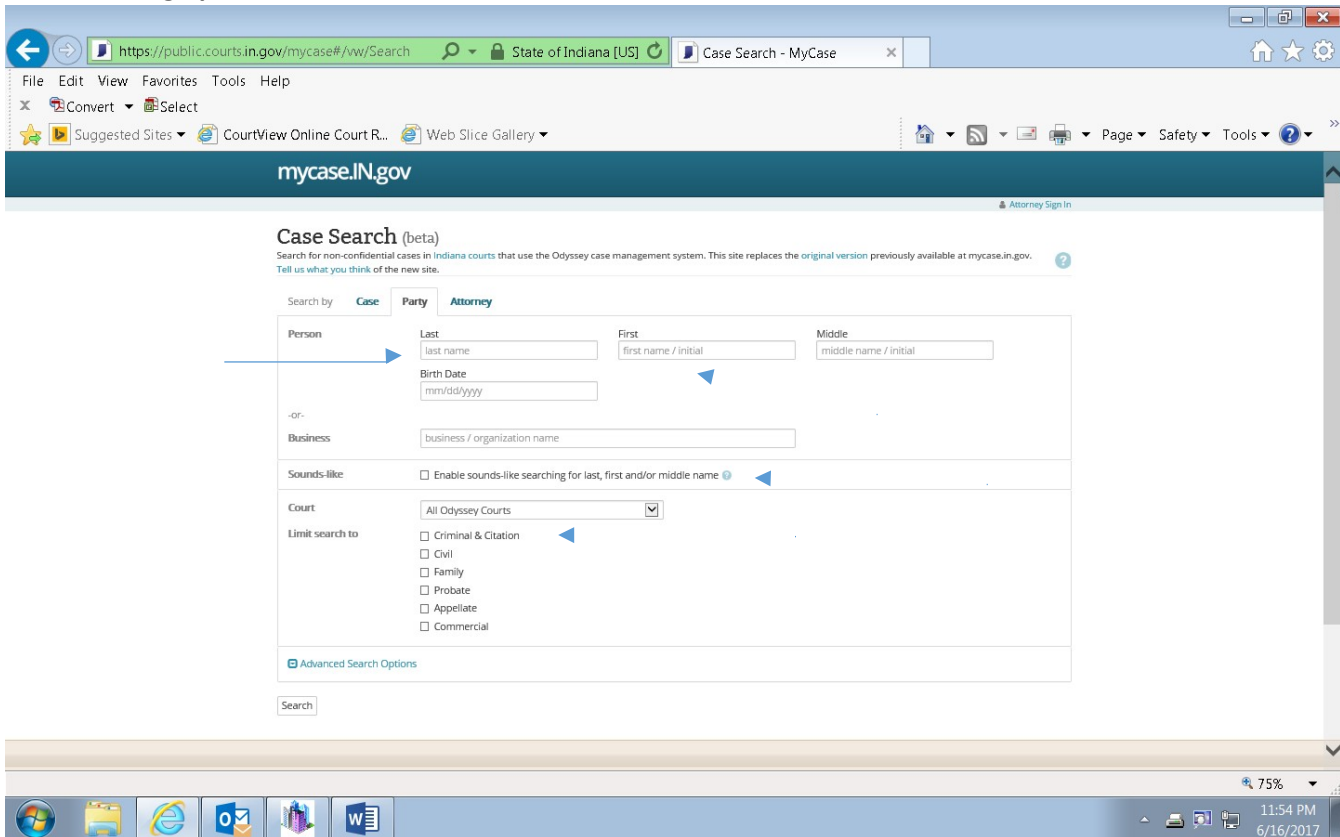 https://public.courts.in.gov/mycase#/vw/Search State of Indiana [US] Case Search - MyCase
File Edit View Favorites Tools Help
x Convert Select
Suggested Sites CourtView Online Court R... Web Slice Gallery Page Safety Tools
mycase.IN.gov
Attorney Sign In
Case Search (beta)
Search for non-confidential cases in Indiana courts that use the Odyssey case management system. This site replaces the original version previously available at mycase.in.gov.
Tell us what you think of the new site.
Search by Case Party Attorney
Person Last First Middle
last name first name / initial middle name / initial
Birth Date
mm/dd/yyyy
-or-
Business business / organization name
Sounds-like Enable sounds-like searching for last, first and/or middle name
Court All Odyssey Courts
Limit search to Criminal & Citation
Civil
Family
Probate
Appellate
Commercial
Advanced Search Options
Search
75%
11:54 PM
6/16/2017